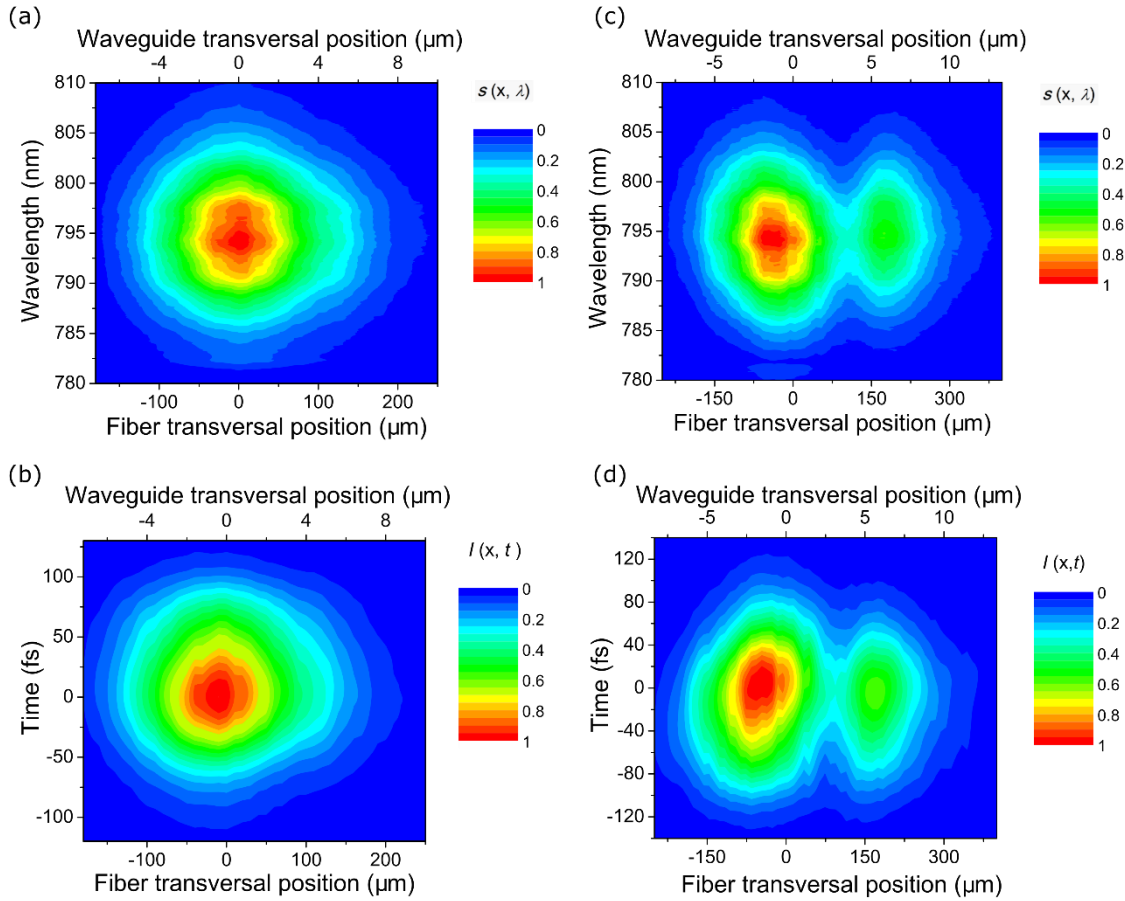 (a)
Waveguide transversal position (µm)
-4 0 4 8
810
805
800
795
790
785
780
Wavelength (nm)
-100 0 100 200
Fiber transversal position (µm)
s (x, λ)
0
0.2
0.4
0.6
0.8
1
(c)
Waveguide transversal position (µm)
-5 0 5 10
810
805
800
795
790
785
780
Wavelength (nm)
-150 0 150 300
Fiber transversal position (µm)
s (x, λ)
0
0.2
0.4
0.6
0.8
1
(b)
Waveguide transversal position (µm)
-4 0 4 8
100
50
0
-50
-100
Time (fs)
-100 0 100 200
Fiber transversal position (µm)
I (x, t )
0
0.2
0.4
0.6
0.8
1
(d)
Waveguide transversal position (µm)
-5 0 5 10
120
80
40
0
-40
-80
-120
Time (fs)
-150 0 150 300
Fiber transversal position (µm)
I (x,t)
0
0.2
0.4
0.6
0.8
1